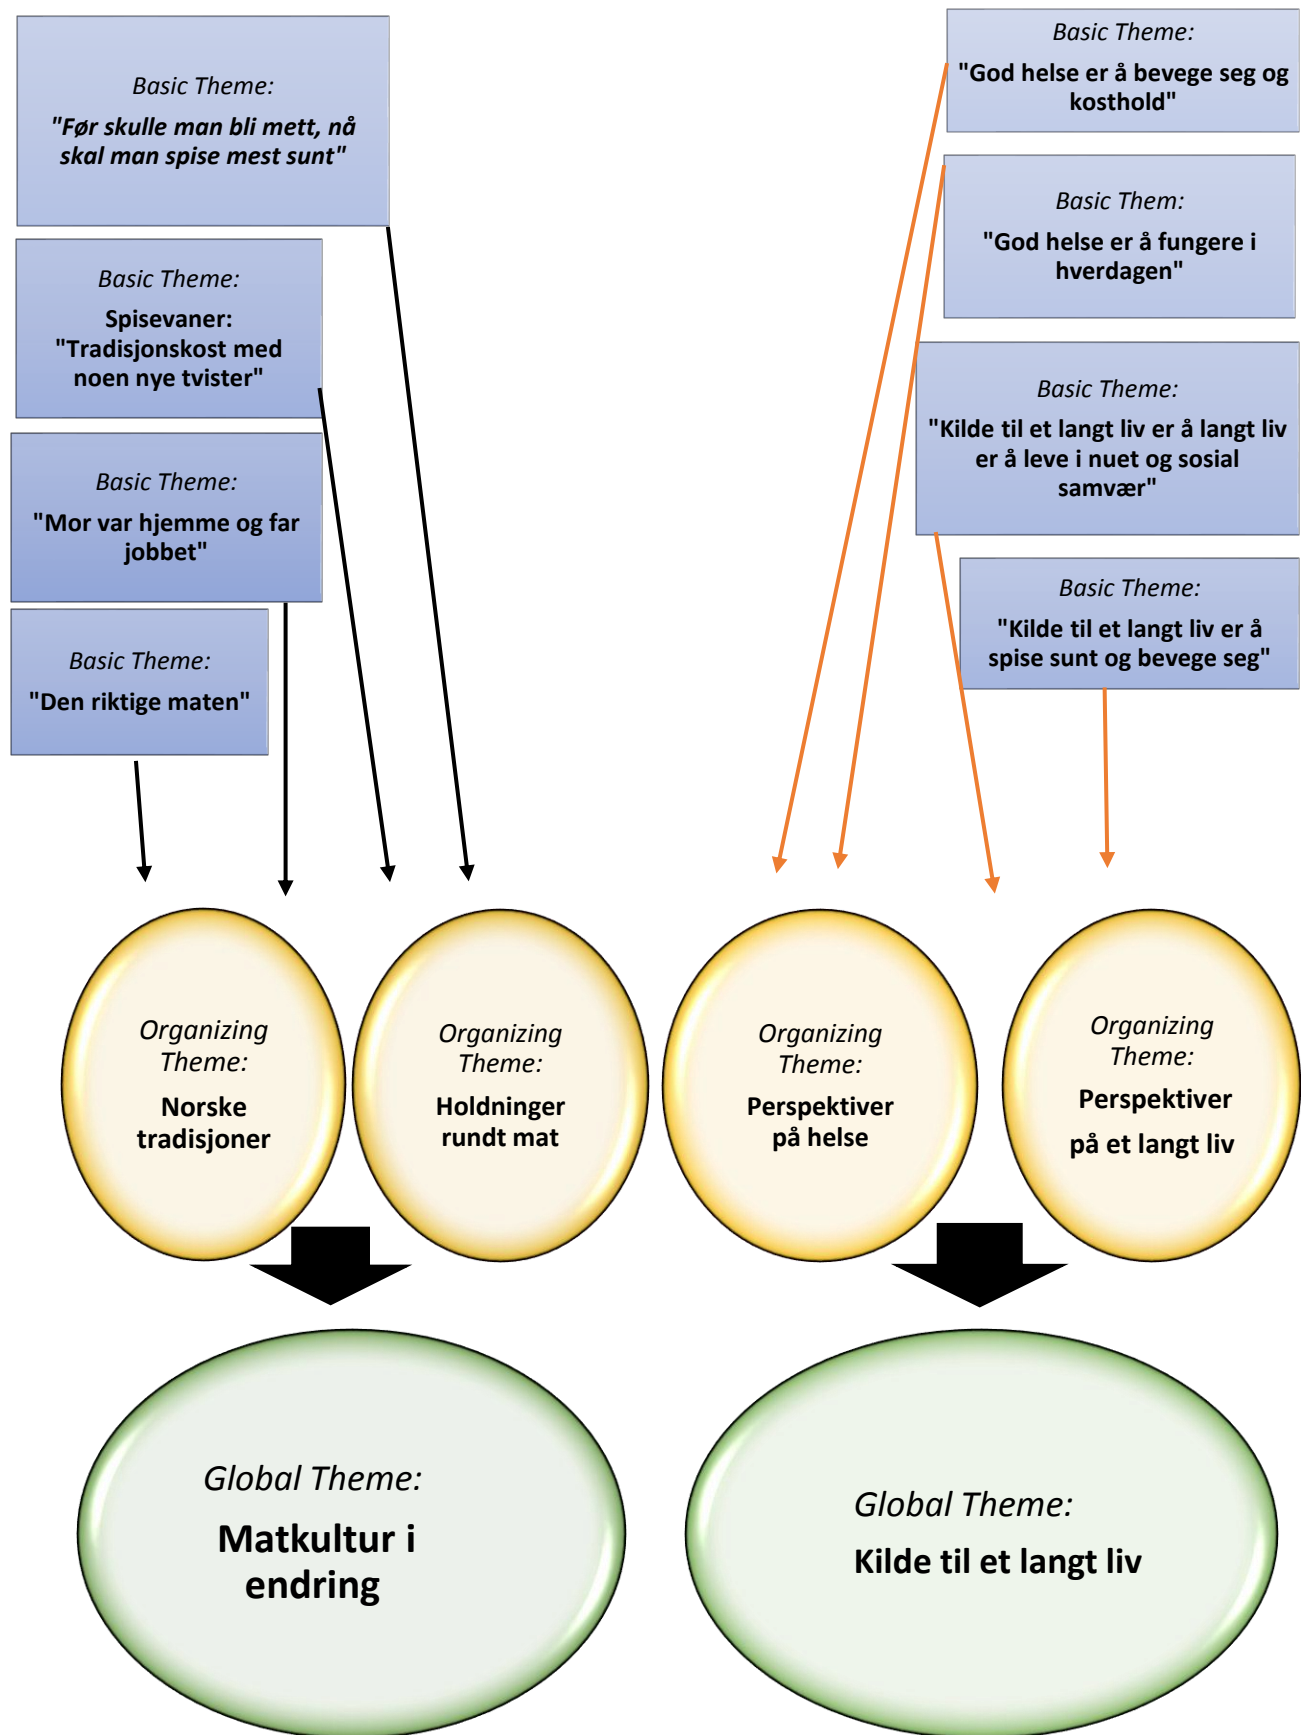 Basic Theme:
"Før skulle man bli mett, nå
skal man spise mest sunt"
Basic Theme:
Spisevaner:
"Tradisjonskost med
noen nye tvister"
Basic Theme:
"Mor var hjemme og far
jobbet"
Basic Theme:
"Den riktige maten"
Basic Theme:
"God helse er å bevege seg og
kosthold"
Basic Them:
"God helse er å fungere i
hverdagen"
Basic Theme:
"Kilde til et langt liv er å langt liv
er å leve i nuet og sosial
samvær"
Basic Theme:
"Kilde til et langt liv er å
spise sunt og bevege seg"
Organizing
Theme:
Norske
tradisjoner
Organizing
Theme:
Holdninger
rundt mat
Organizing
Theme:
Perspektiver
på helse
Organizing
Theme:
Perspektiver
på et langt liv
Global Theme:
Matkultur i
endring
Global Theme:
Kilde til et langt liv